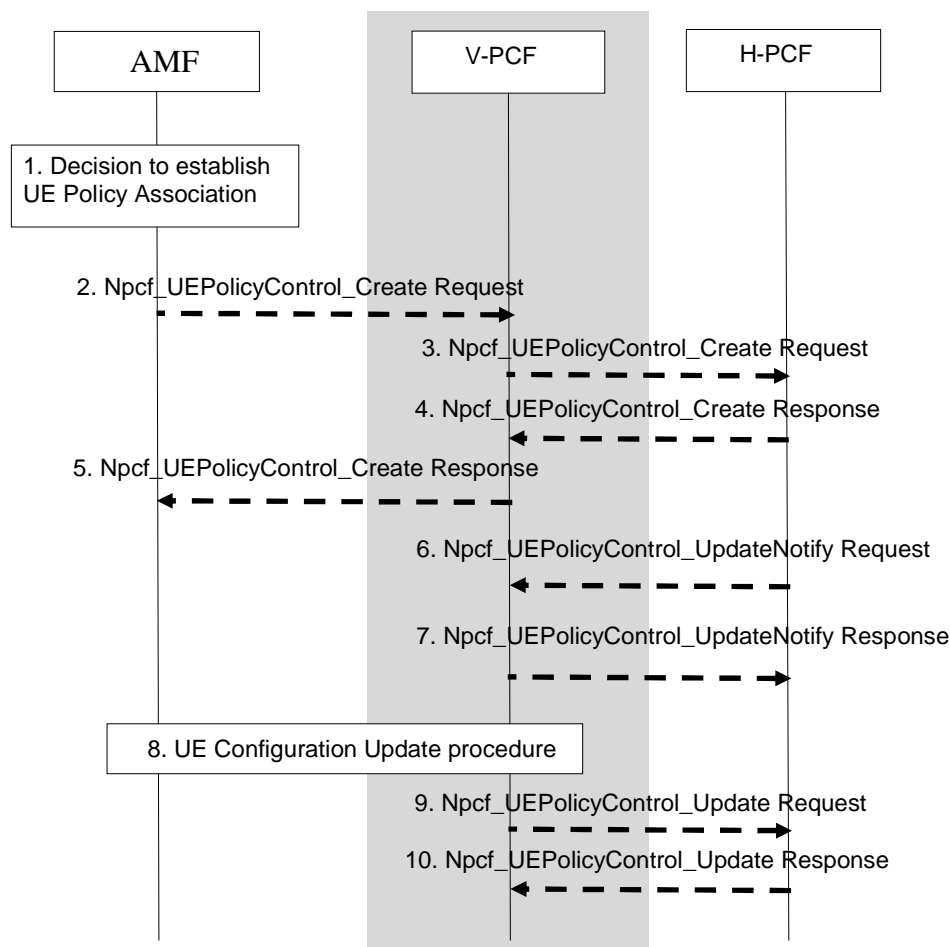 AMF
V-PCF
H-PCF
1. Decision to establish
UE Policy Association
2. Npcf_UEPolicyControl_Create Request
3. Npcf_UEPolicyControl_Create Request
4. Npcf_UEPolicyControl_Create Response
5. Npcf_UEPolicyControl_Create Response
6. Npcf_UEPolicyControl_UpdateNotify Request
7. Npcf_UEPolicyControl_UpdateNotify Response
8. UE Configuration Update procedure
9. Npcf_UEPolicyControl_Update Request
10. Npcf_UEPolicyControl_Update Response